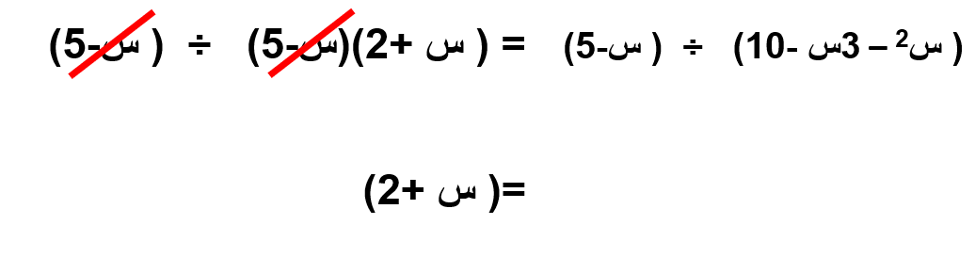 ( س² – 3س -10) ÷ ( س-5) = ( س +2)(س-5) ÷ ( س-5)
=( س +2)